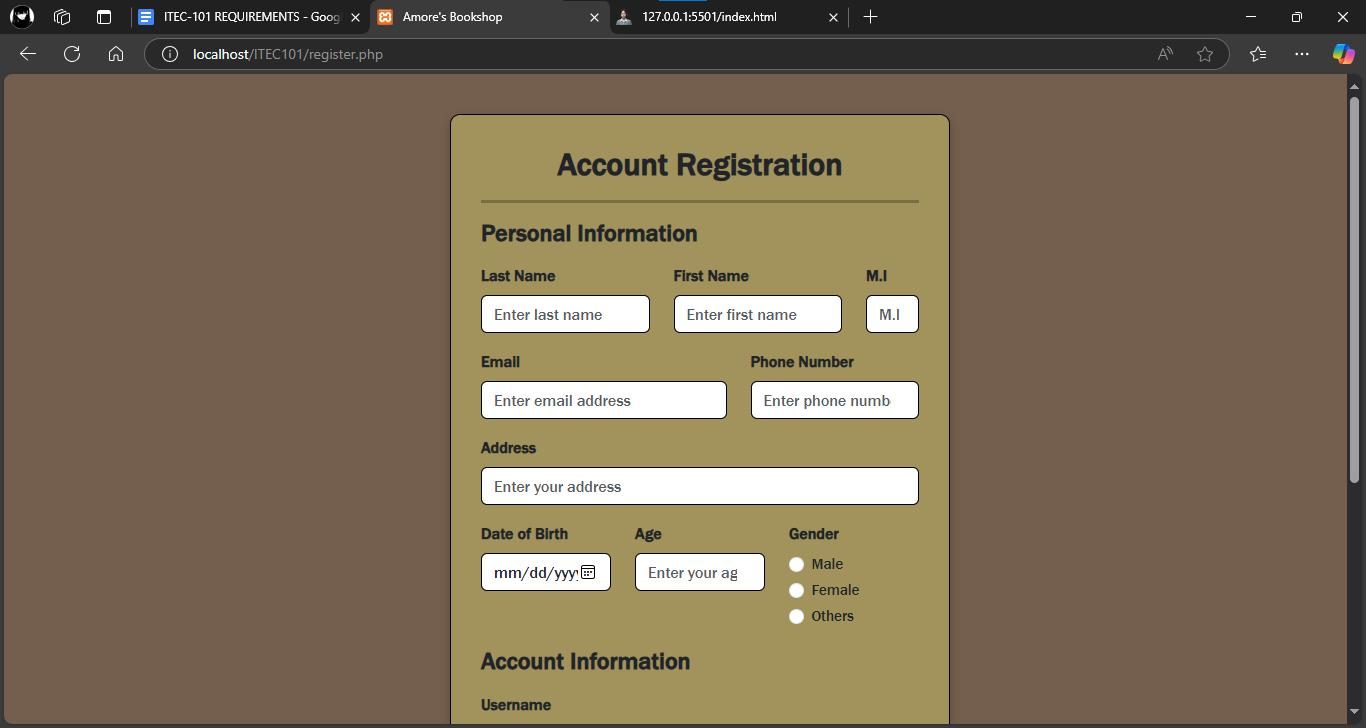 ITEC-101 REQUIREMENTS - Goog
Amore's Bookshop
127.0.0.1:5501/index.html
localhost/ITEC101/register.php
Account Registration
Personal Information
Last Name First Name M.I
Enter last name Enter first name M.I
Email Phone Number
Enter email address Enter phone numb
Address
Enter your address
Date of Birth Age Gender
mm/dd/yyyy Enter your ag
Male
Female
Others
Account Information
Username